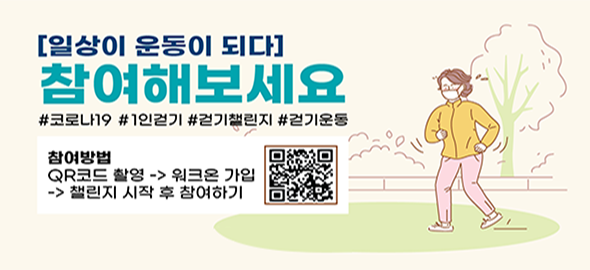 [일상이 운동이 되다]
참여해보세요
#코로나19 #1인걷기 #걷기챌린지 #걷기운동
참여방법
QR코드 촬영 -> 워크온 가입
-> 챌린지 시작 후 참여하기